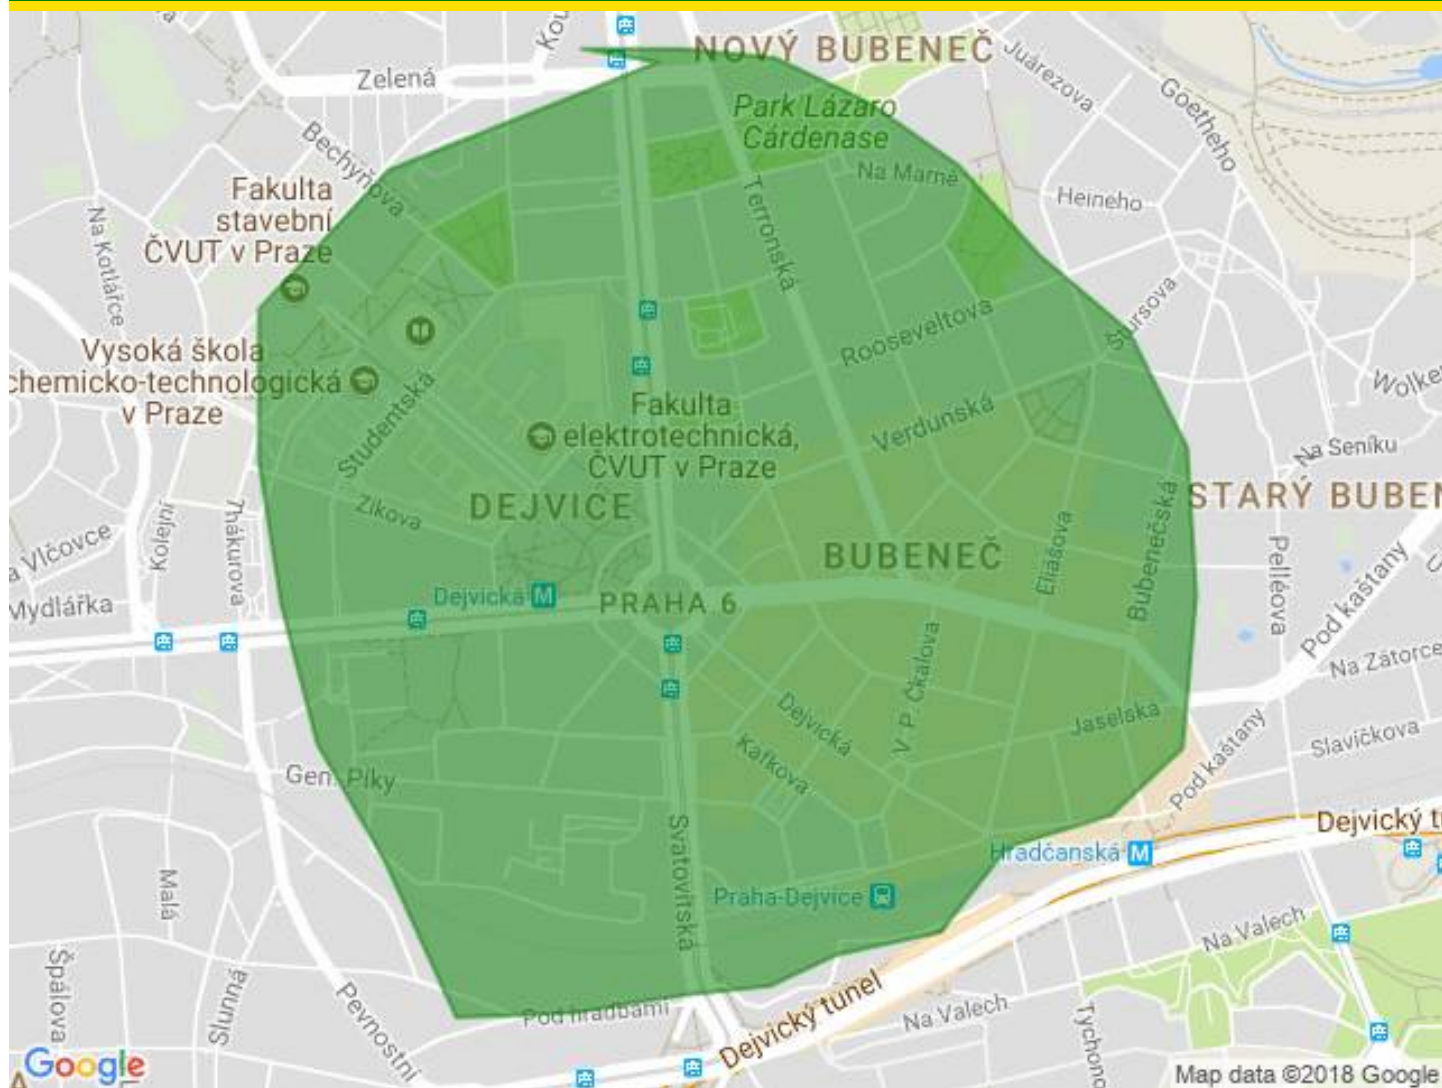 Kou
NOVÝ BUBENEČ
Juárezova
Zelená
Goetheho
Park Lázaro
Cárdenase
Bechyňova
Na Marně
Fakulta
stavební
ČVUT v Praze
Heineho
Na Kotlářce
Terronská
Rooseveltova
Štursova
Vysoká škola
chemicko-technologická
v Praze
Studentská
Fakulta
elektrotechnická,
ČVUT v Praze
Verdunská
Wolke
Na Seníku
Zikova
DEJVICE
STARÝ BUBEN
Thákurova
Kolejní
a Vlčovce
BUBENEČ
Eliášova
Bubenečská
Pelléova
Pod kaštany
Mydlářka
Dejvická M
PRAHA 6
V. P. Čkalova
Na Zátorce
Dejvická
Jaselská
Kafkova
Pod kaštany
Slavíčkova
Gen. Píky
Svatovítská
Dejvický t
Hradčanská M
Malá
Praha-Dejvice
Na Valech
Špálova
Slunná
Pevnostní
Pod hradbami
Dejvický tunel
Na Valech
Tychono
Google
Map data ©2018 Google